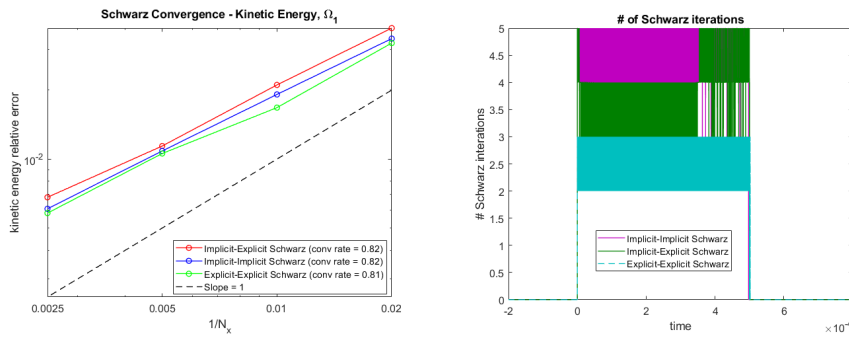 Schwarz Convergence - Kinetic Energy, Ω₁
kinetic energy relative error
10⁻²
Implicit-Explicit Schwarz (conv rate = 0.82)
Implicit-Implicit Schwarz (conv rate = 0.82)
Explicit-Explicit Schwarz (conv rate = 0.81)
Slope = 1
0.0025 0.005 0.01 0.02
1/Nₓ
# of Schwarz iterations
# Schwarz interations
5
4.5
4
3.5
3
2.5
2
1.5
1
0.5
0
Implicit-Implicit Schwarz
Implicit-Explicit Schwarz
Explicit-Explicit Schwarz
-2 0 2 4 6 8
time